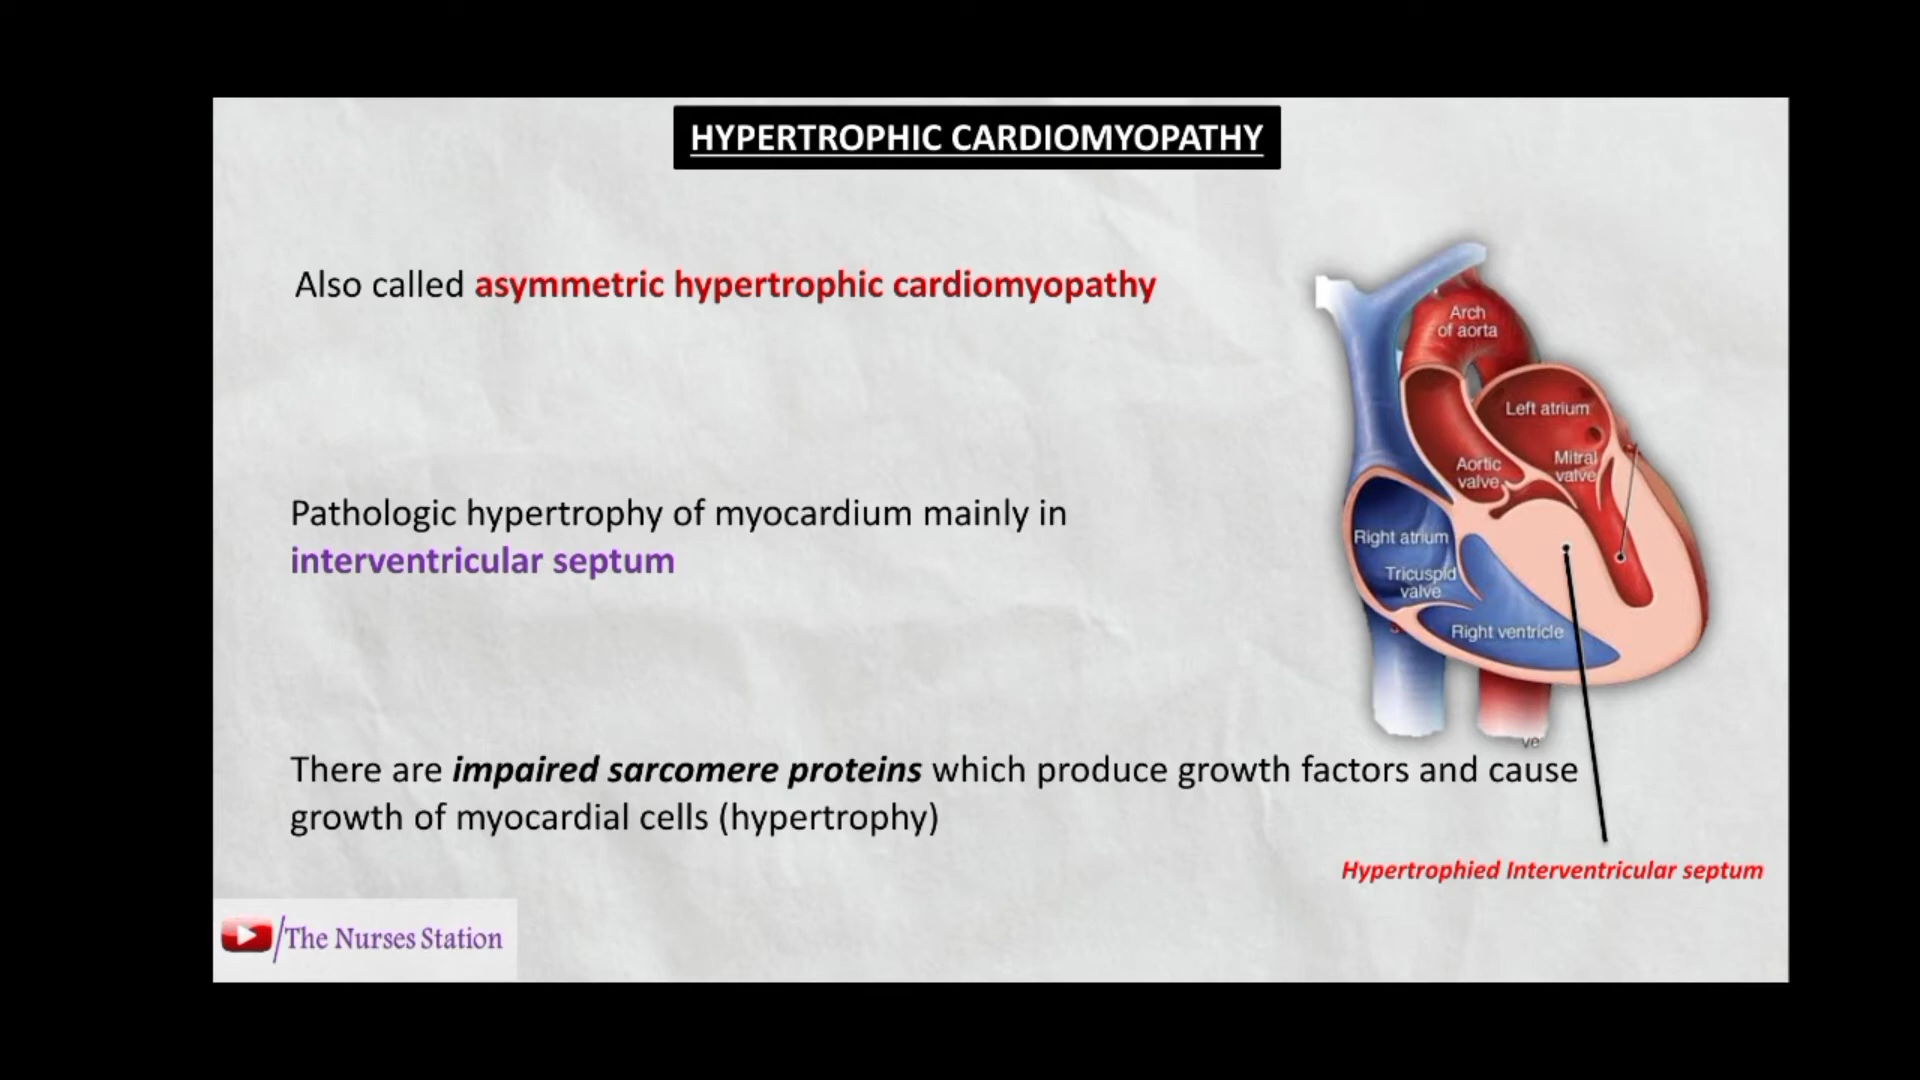 HYPERTROPHIC CARDIOMYOPATHY
Also called asymmetric hypertrophic cardiomyopathy
Arch
of aorta
Left atrium
Aortic
valve
Mitral
valve
Pathologic hypertrophy of myocardium mainly in
interventricular septum
Right atrium
Tricuspid
valve
Right ventricle
ve
There are impaired sarcomere proteins which produce growth factors and cause
growth of myocardial cells (hypertrophy)
Hypertrophied Interventricular septum
/The Nurses Station